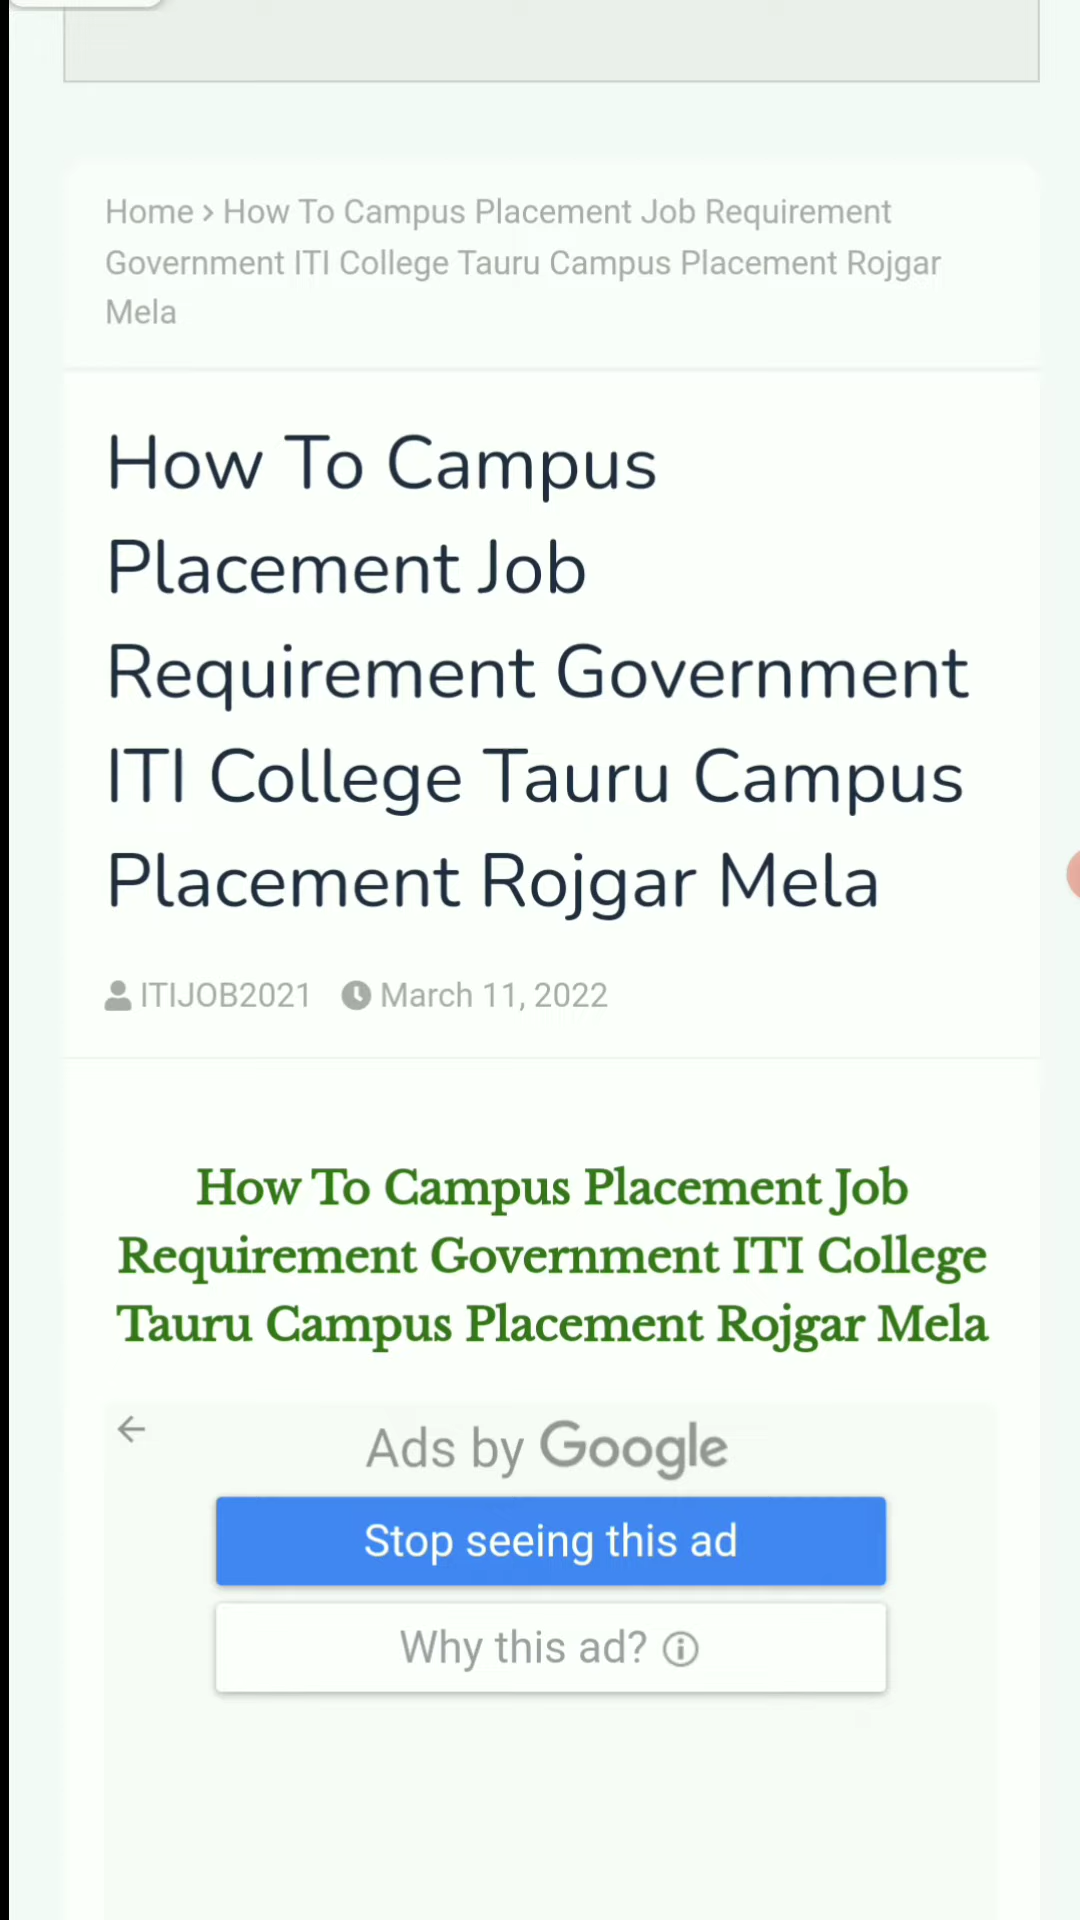 Home > How To Campus Placement Job Requirement
Government ITI College Tauru Campus Placement Rojgar
Mela
How To Campus
Placement Job
Requirement Government
ITI College Tauru Campus
Placement Rojgar Mela
ITIJOB2021 March 11, 2022
How To Campus Placement Job
Requirement Government ITI College
Tauru Campus Placement Rojgar Mela
Ads by Google
Stop seeing this ad
Why this ad?